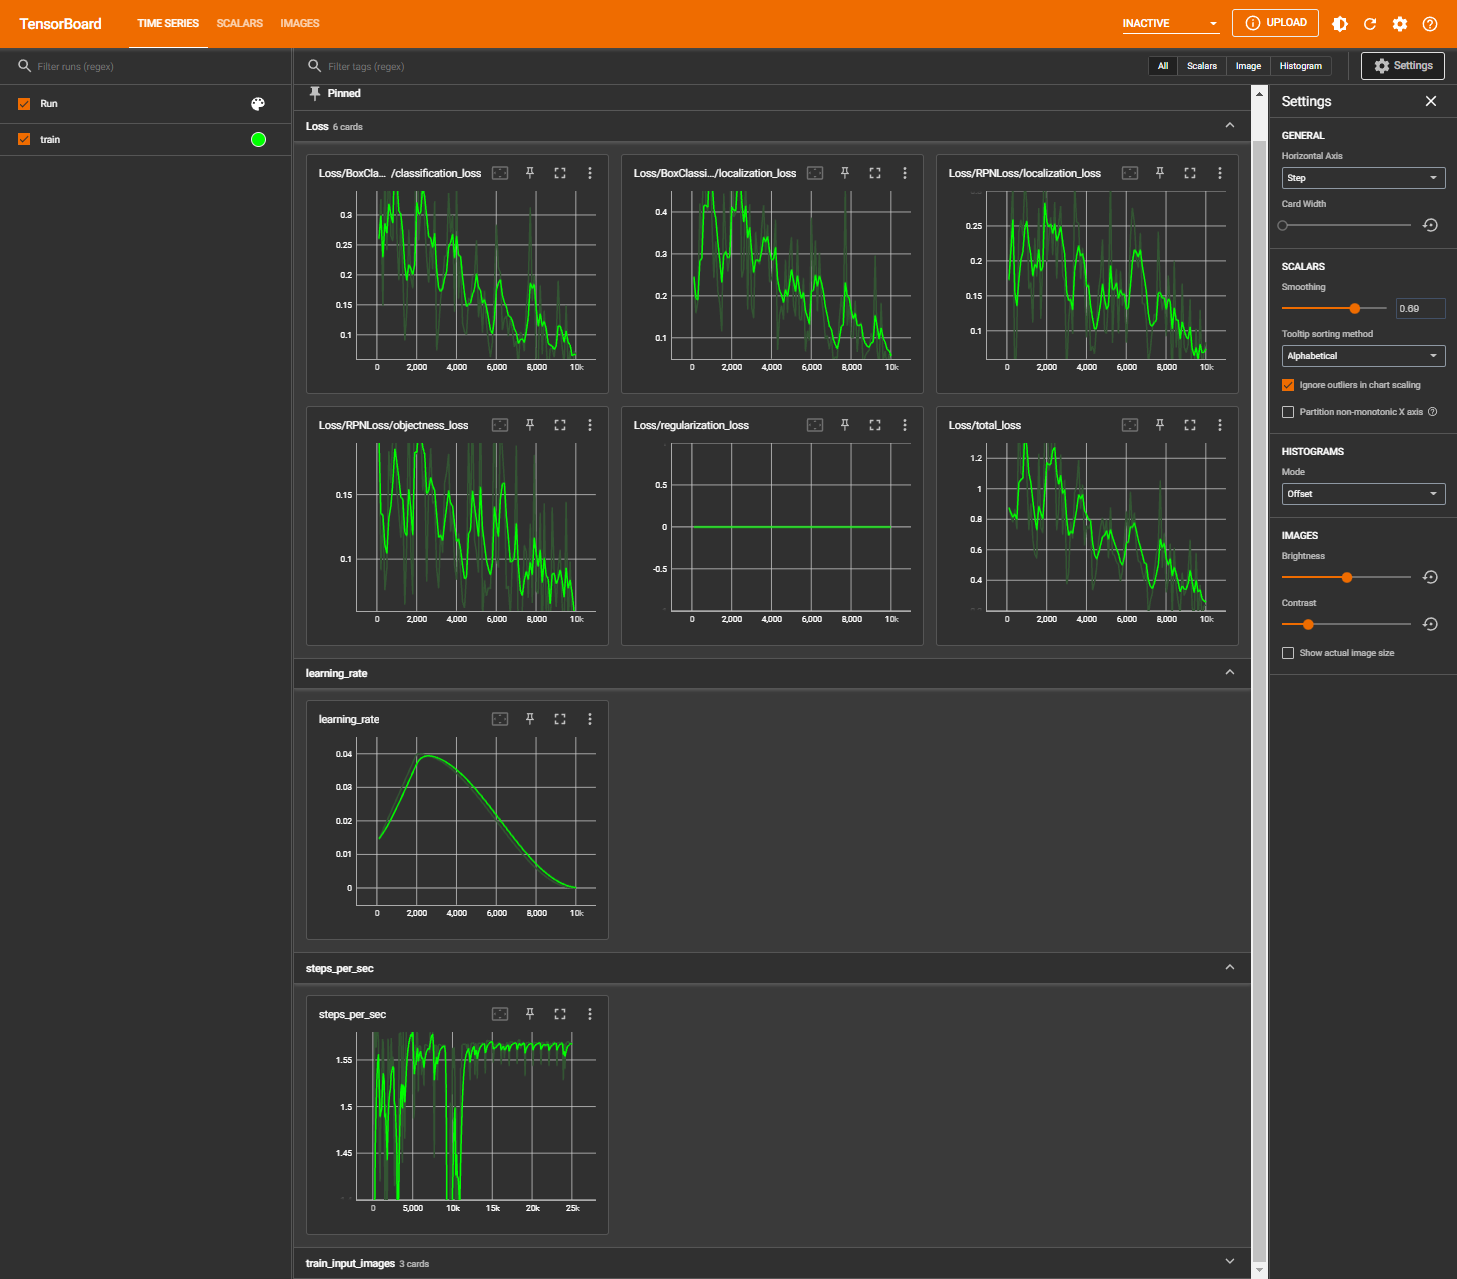 TensorBoard TIME SERIES SCALARS IMAGES INACTIVE UPLOAD
Filter runs (regex)
Run
train
Filter tags (regex) All Scalars Image Histogram Settings
Pinned
Loss 6 cards
Loss/BoxCla... /classification_loss
0.3
0.25
0.2
0.15
0.1
0 2,000 4,000 6,000 8,000 10k
Loss/BoxClassi.../localization_loss
0.4
0.3
0.2
0.1
0 2,000 4,000 6,000 8,000 10k
Loss/RPNLoss/localization_loss
0.25
0.2
0.15
0.1
0 2,000 4,000 6,000 8,000 10k
Loss/RPNLoss/objectness_loss
0.15
0.1
0 2,000 4,000 6,000 8,000 10k
Loss/regularization_loss
0.5
0
-0.5
0 2,000 4,000 6,000 8,000 10k
Loss/total_loss
1.2
1
0.8
0.6
0.4
0 2,000 4,000 6,000 8,000 10k
learning_rate
learning_rate
0.04
0.03
0.02
0.01
0
0 2,000 4,000 6,000 8,000 10k
steps_per_sec
steps_per_sec
1.55
1.5
1.45
0 5,000 10k 15k 20k 25k
train_input_images 3 cards
Settings
GENERAL
Horizontal Axis
Step
Card Width
SCALARS
Smoothing
0.69
Tooltip sorting method
Alphabetical
Ignore outliers in chart scaling
Partition non-monotonic X axis
HISTOGRAMS
Mode
Offset
IMAGES
Brightness
Contrast
Show actual image size